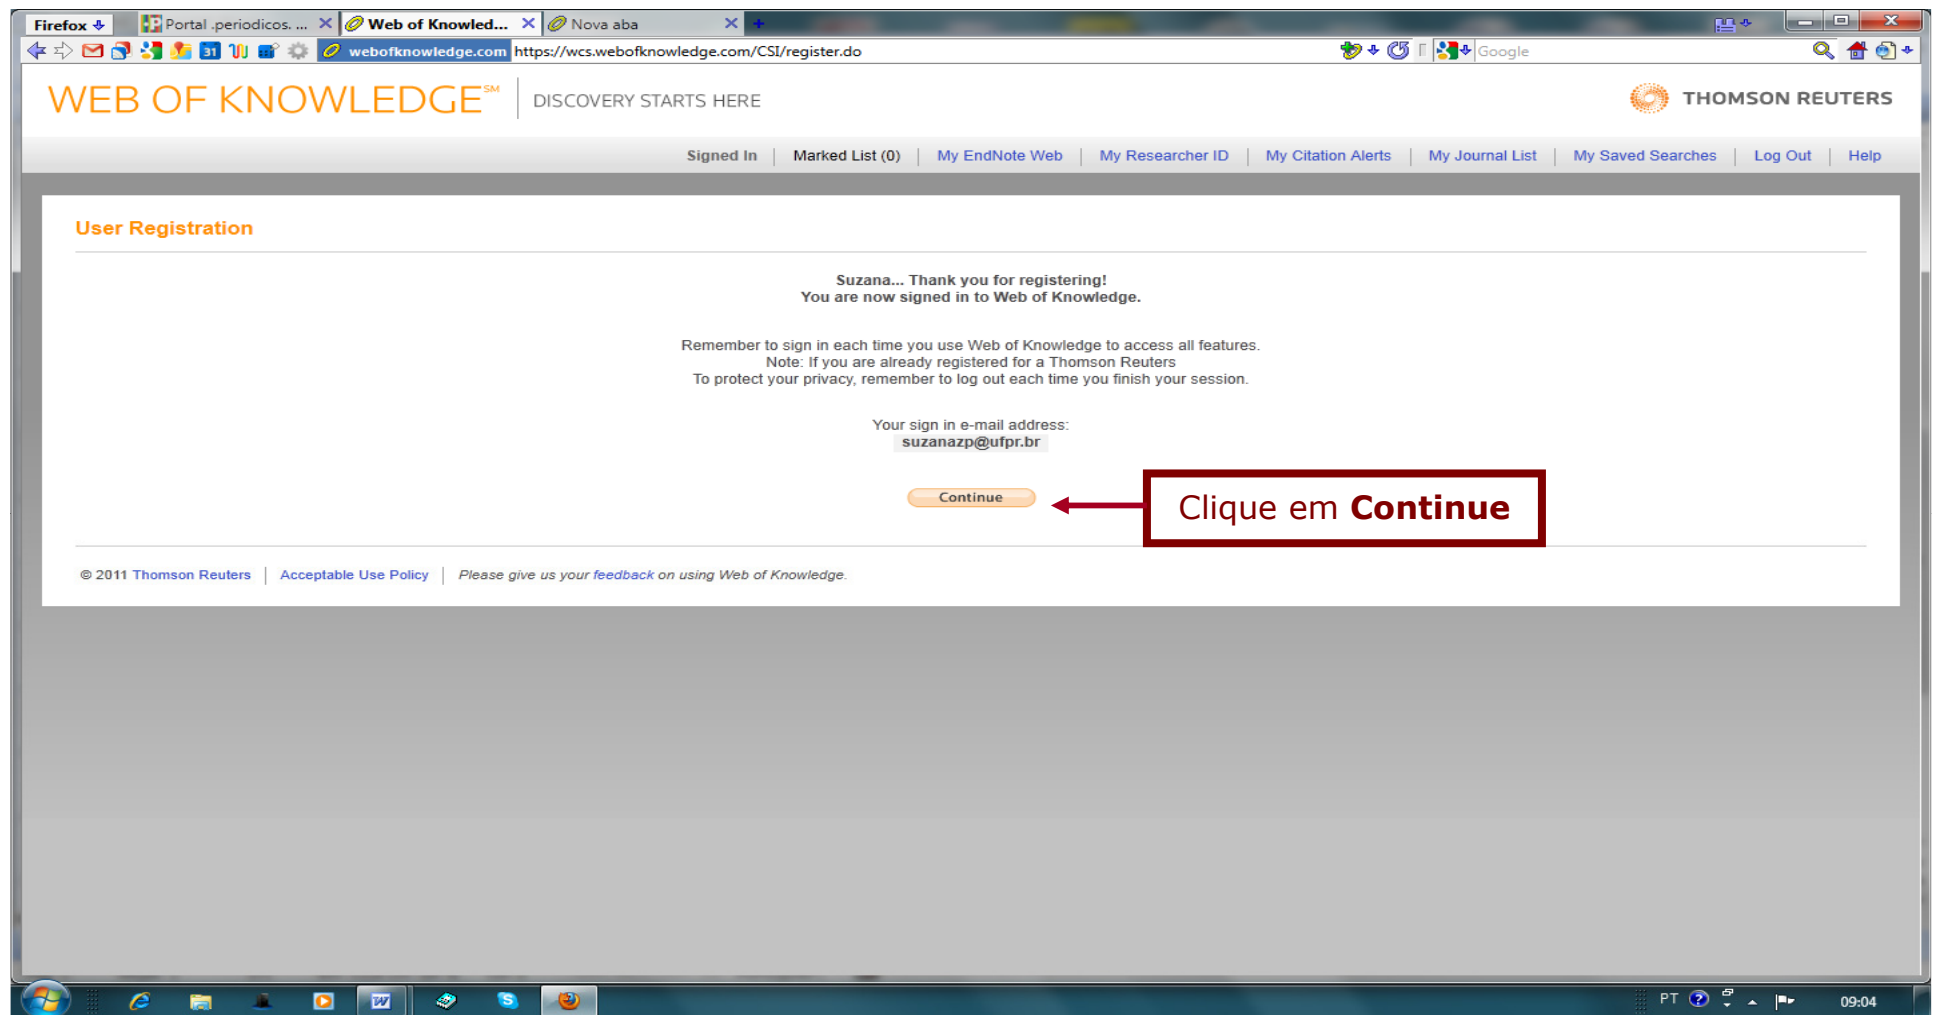 Firefox
Portal .periodicos. ...
Web of Knowled...
Nova aba
31
webofknowledge.com https://wcs.webofknowledge.com/CSI/register.do
Google
WEB OF KNOWLEDGE℠ DISCOVERY STARTS HERE
THOMSON REUTERS
Signed In | Marked List (0) | My EndNote Web | My Researcher ID | My Citation Alerts | My Journal List | My Saved Searches | Log Out | Help
User Registration
Suzana... Thank you for registering!
You are now signed in to Web of Knowledge.
Remember to sign in each time you use Web of Knowledge to access all features.
Note: If you are already registered for a Thomson Reuters
To protect your privacy, remember to log out each time you finish your session.
Your sign in e-mail address:
suzanazp@ufpr.br
Continue
Clique em Continue
© 2011 Thomson Reuters | Acceptable Use Policy | Please give us your feedback on using Web of Knowledge.
PT
09:04